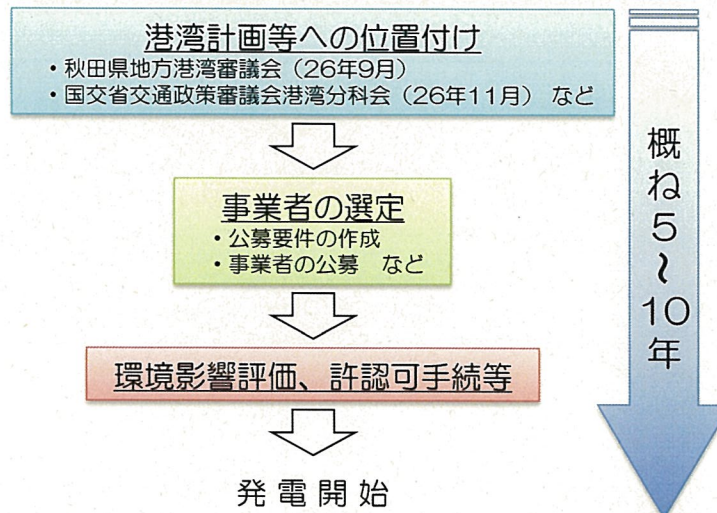 港湾計画等への位置付け
・秋田県地方港湾審議会（26年9月）
・国交省交通政策審議会港湾分科会（26年11月） など
事業者の選定
・公募要件の作成
・事業者の公募 など
環境影響評価、許認可手続等
発電開始
概ね5～10年